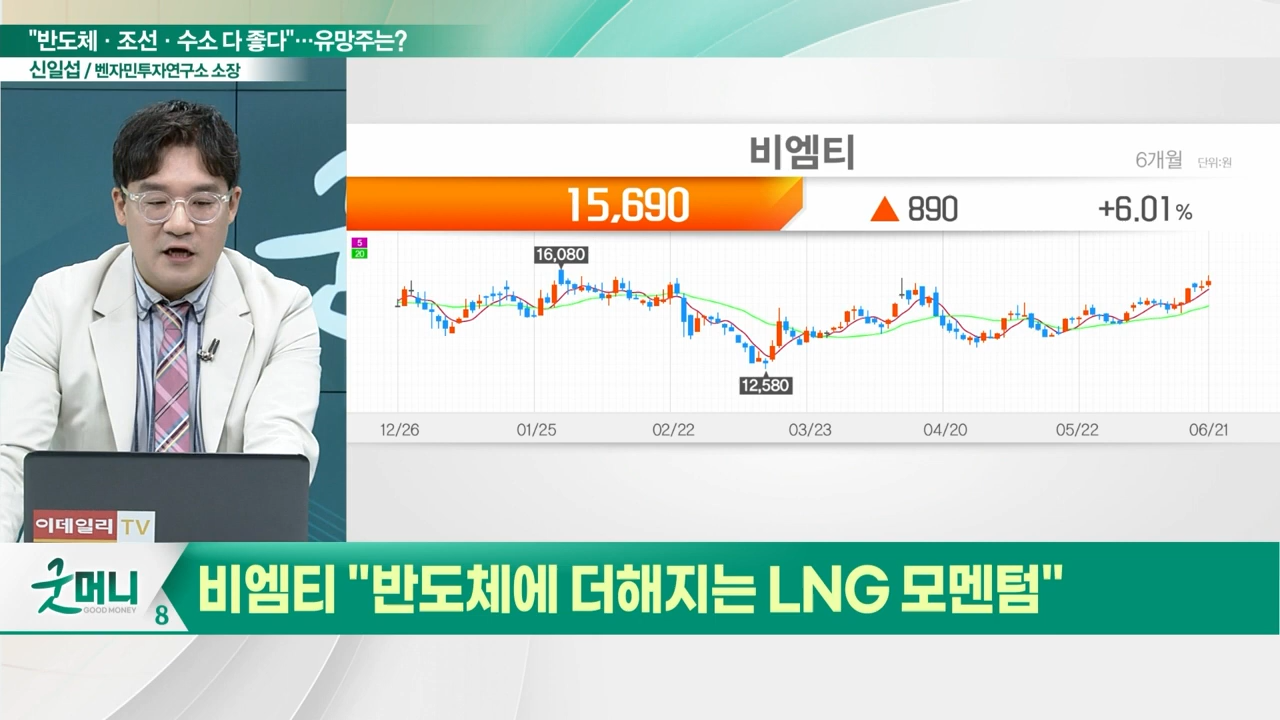 "반도체 · 조선 · 수소 다 좋다"…유망주는?
신일섭 / 벤자민투자연구소 소장
비엠티
6개월 단위:원
15,690 ▲ 890 +6.01%
5
20
16,080
12,580
12/26 01/25 02/22 03/23 04/20 05/22 06/21
이데일리 TV
굿머니
GOOD MONEY
8
비엠티 "반도체에 더해지는 LNG 모멘텀"